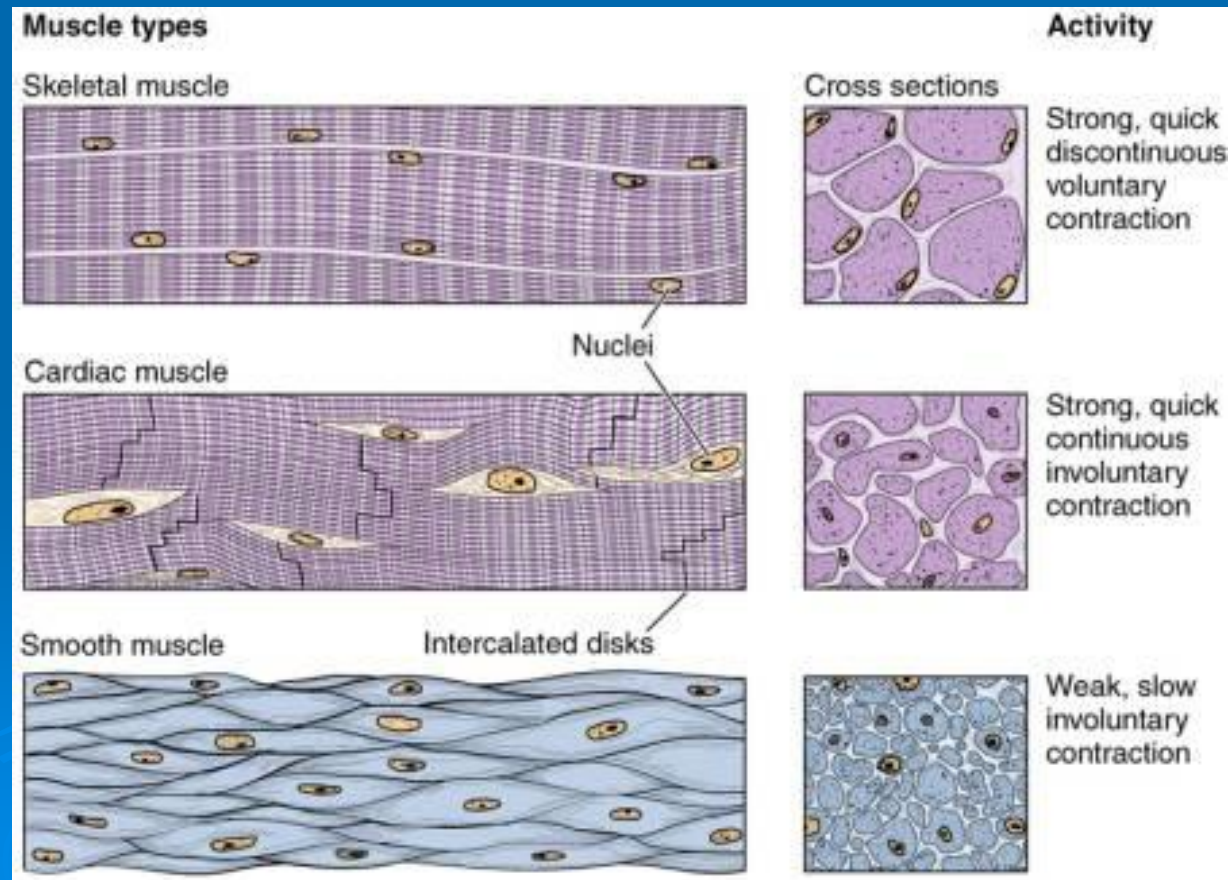 Muscle types
Activity
Skeletal muscle
Cross sections
Strong, quick
discontinuous
voluntary
contraction
Nuclei
Cardiac muscle
Strong, quick
continuous
involuntary
contraction
Intercalated disks
Smooth muscle
Weak, slow
involuntary
contraction